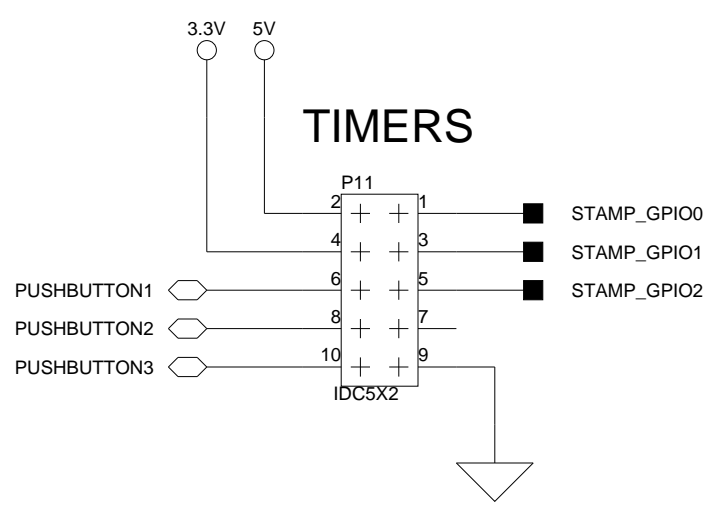 3.3V 5V
TIMERS
P11
2 1 STAMP_GPIO0
4 3 STAMP_GPIO1
PUSHBUTTON1 6 5 STAMP_GPIO2
PUSHBUTTON2 8 7
PUSHBUTTON3 10 9
IDC5X2